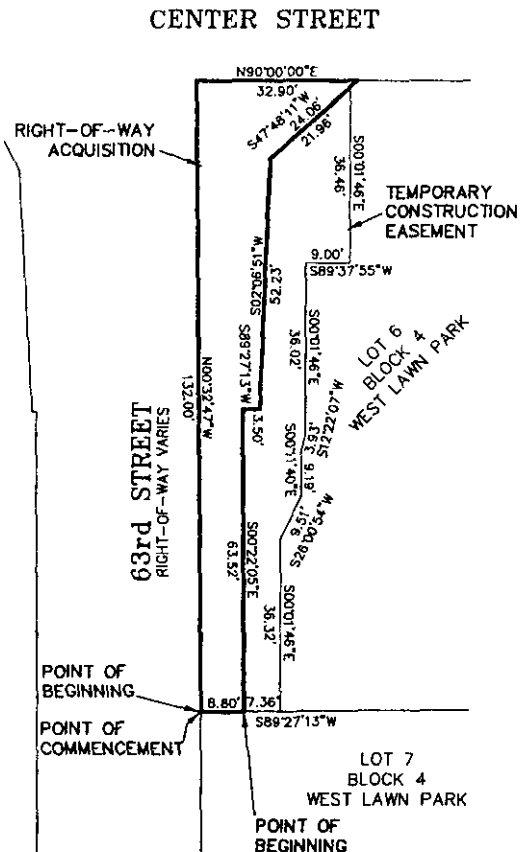 CENTER STREET
N90°00'00"E
32.90'
S47°48'11"W
24.06'
21.96'
RIGHT-OF-WAY
ACQUISITION
S00°01'46"E
36.46'
TEMPORARY
CONSTRUCTION
EASEMENT
9.00'
S89°37'55"W
S02°06'51"W
52.23'
S00°01'46"E
36.02'
LOT 6
BLOCK 4
WEST LAWN PARK
N00°32'47"W
132.00'
S89°27'13"W
3.50'
S12°22'07"W
3.93'
S00°11'40"E
9.19'
63rd STREET
RIGHT-OF-WAY VARIES
9.51'
S26°00'54"W
S00°22'05"E
63.52'
S00°01'46"E
36.32'
POINT OF
BEGINNING
8.80'
7.36'
S89°27'13"W
POINT OF
COMMENCEMENT
LOT 7
BLOCK 4
WEST LAWN PARK
POINT OF
BEGINNING